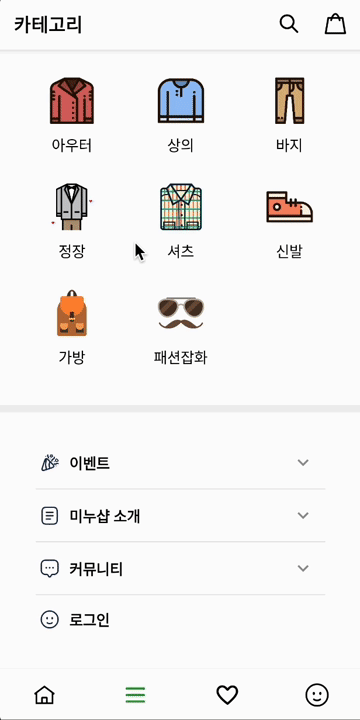 카테고리
아우터 상의 바지
정장 셔츠 신발
가방 패션잡화
이벤트
미누샵 소개
커뮤니티
로그인